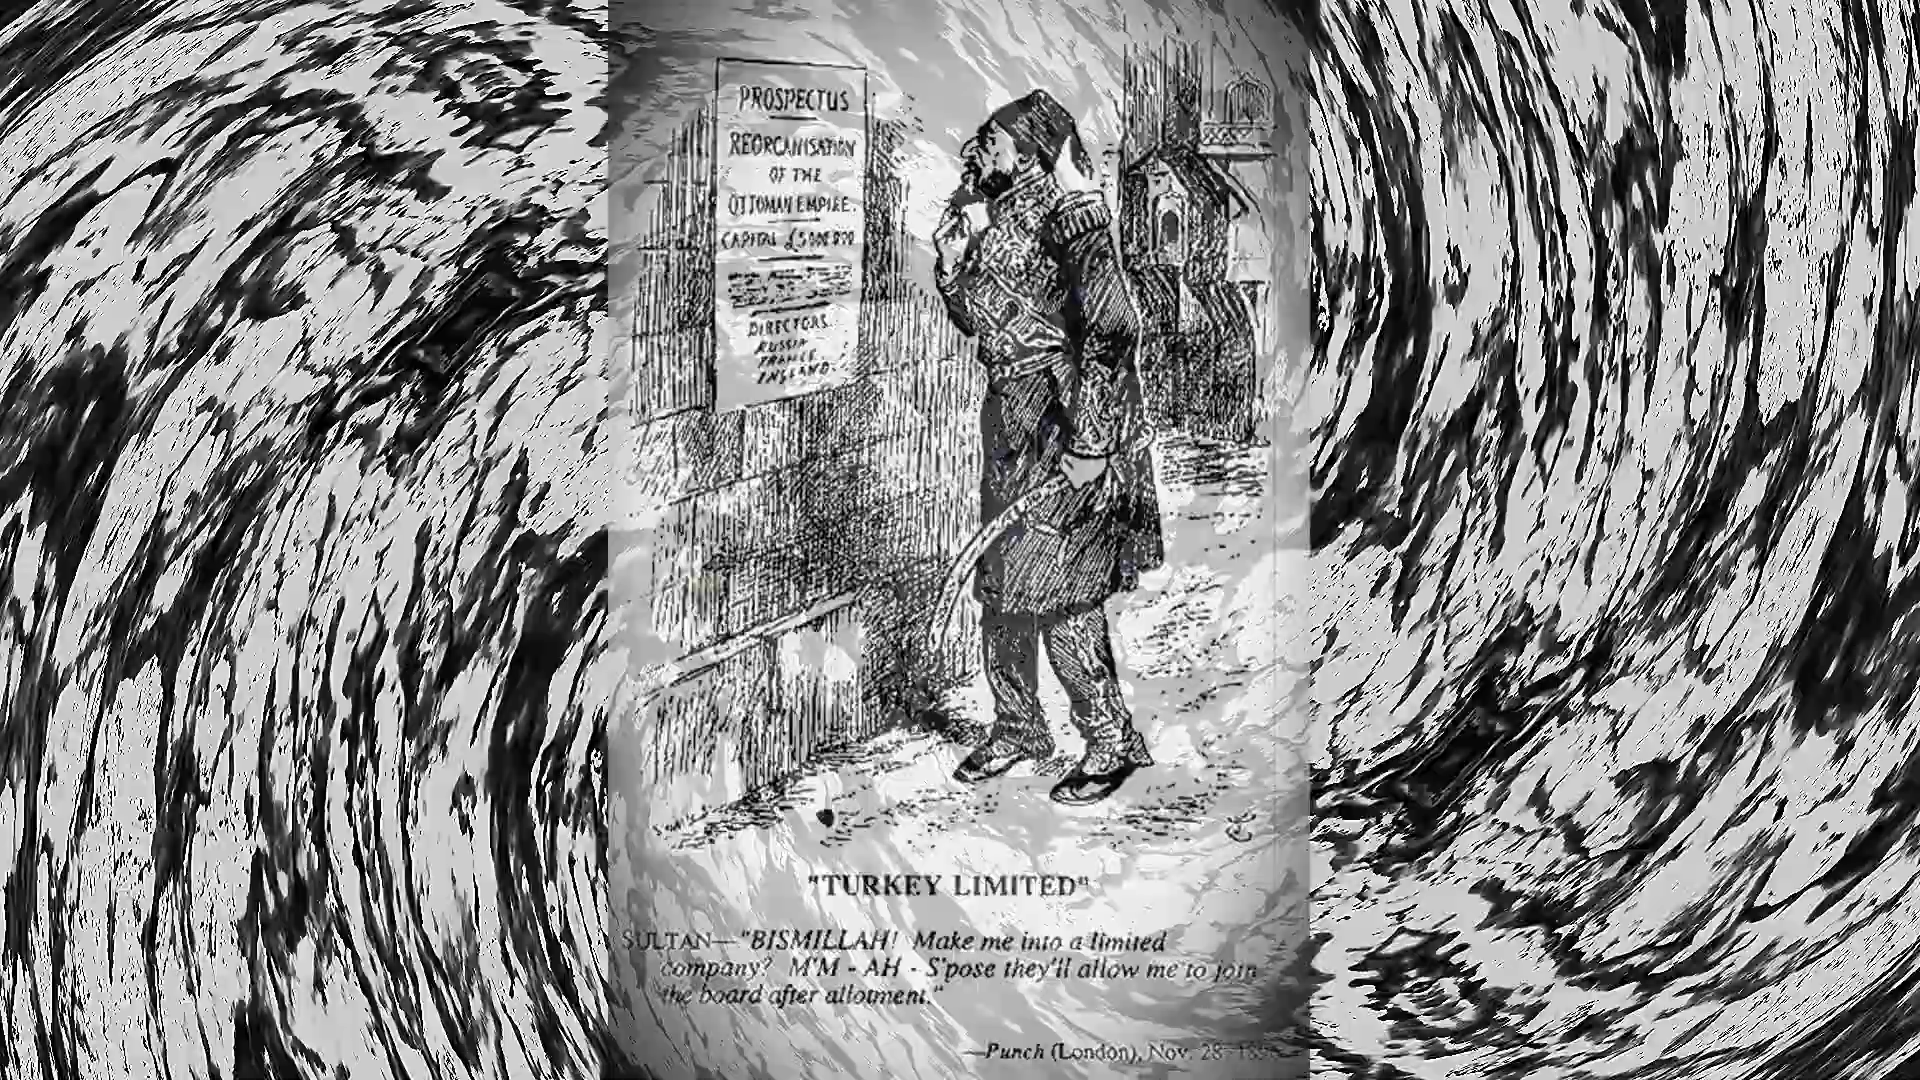 PROSPECTUS
REORGANISATION
OF THE
OTTOMAN EMPIRE.
CAPITAL
DIRECTORS
RUSSIA
FRANCE
ENGLAND.
"TURKEY LIMITED"
SULTAN—"BISMILLAH! Make me into a limited
company? M'M - AH - S'pose they'll allow me to join
the board after allotment."
—Punch (London), Nov. 28